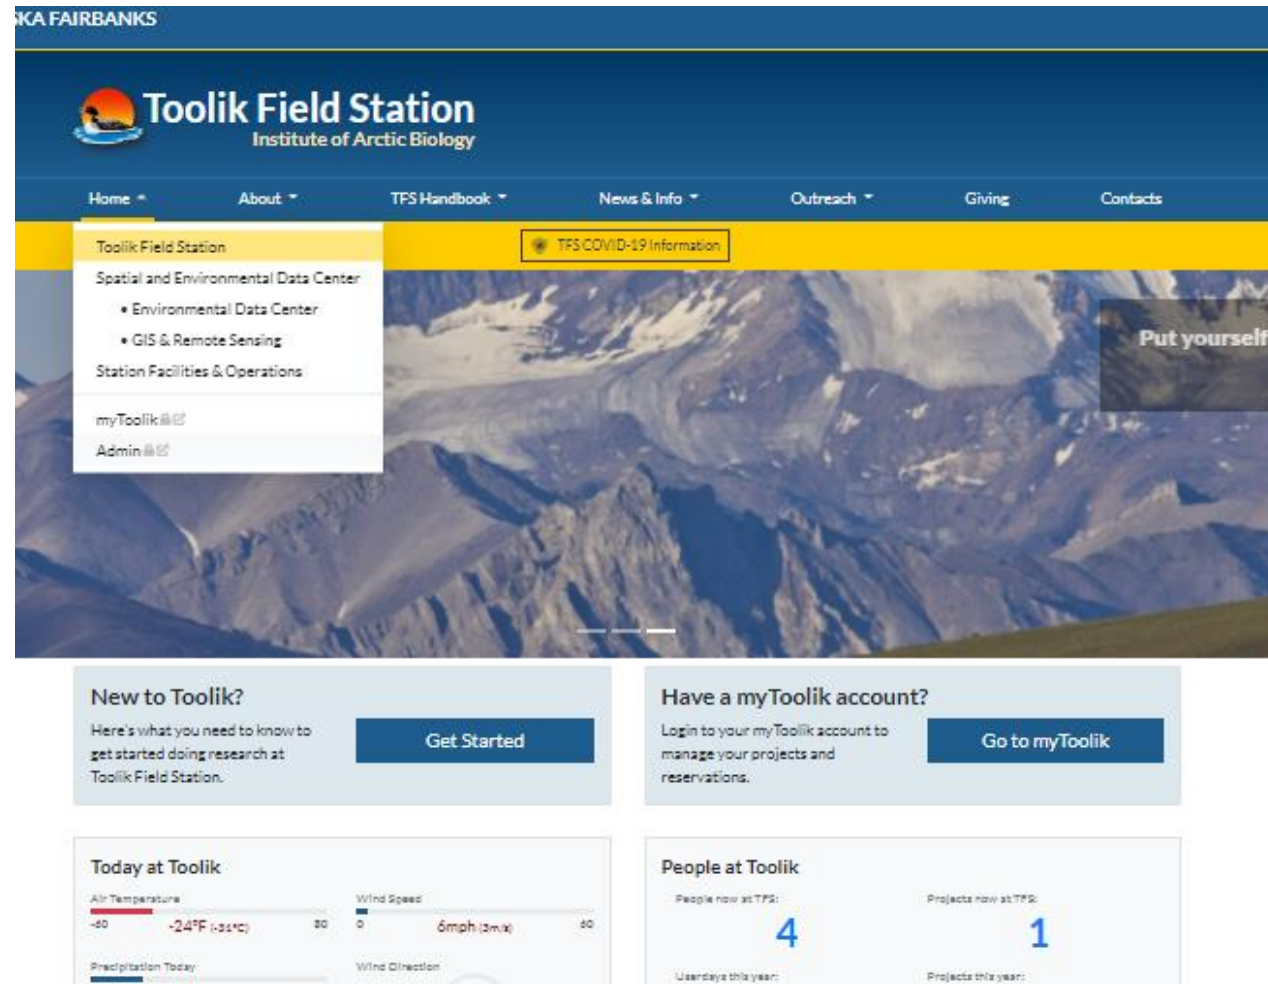 SKA FAIRBANKS
Toolik Field Station
Institute of Arctic Biology
Home About TFS Handbook News & Info Outreach Giving Contacts
Toolik Field Station
TFS COVID-19 Information
Spatial and Environmental Data Center
• Environmental Data Center
• GIS & Remote Sensing
Station Facilities & Operations
myToolik
Admin
Put yourself
New to Toolik?
Here's what you need to know to
get started doing research at
Toolik Field Station.
Get Started
Have a myToolik account?
Login to your myToolik account to
manage your projects and
reservations.
Go to myToolik
Today at Toolik
Air Temperature
-60 -24°F (-31°C) 80
Wind Speed
0 6mph (3m/s) 60
Precipitation Today
Wind Direction
People at Toolik
People now at TFS:
4
Projects now at TFS:
1
Userdays this year:
Projects this year: